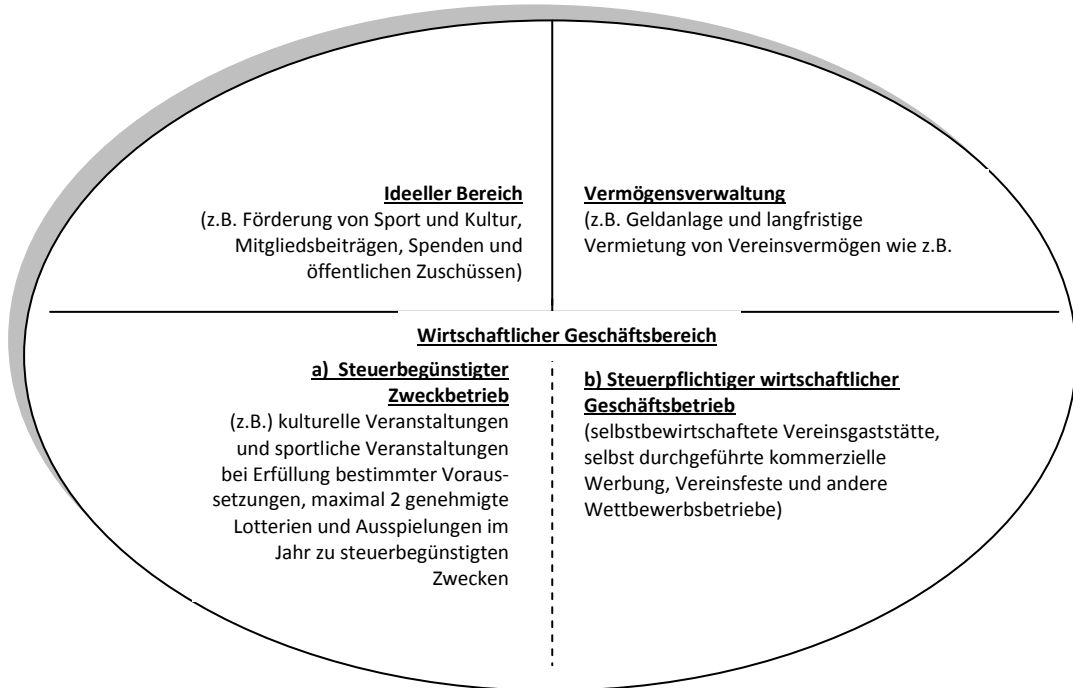 Ideeller Bereich
(z.B. Förderung von Sport und Kultur,
Mitgliedsbeiträgen, Spenden und
öffentlichen Zuschüssen)
Vermögensverwaltung
(z.B. Geldanlage und langfristige
Vermietung von Vereinsvermögen wie z.B.
Wirtschaftlicher Geschäftsbereich
a) Steuerbegünstigter
Zweckbetrieb
(z.B.) kulturelle Veranstaltungen
und sportliche Veranstaltungen
bei Erfüllung bestimmter Voraus-
setzungen, maximal 2 genehmigte
Lotterien und Ausspielungen im
Jahr zu steuerbegünstigten
Zwecken
b) Steuerpflichtiger wirtschaftlicher
Geschäftsbetrieb
(selbstbewirtschaftete Vereinsgaststätte,
selbst durchgeführte kommerzielle
Werbung, Vereinsfeste und andere
Wettbewerbsbetriebe)